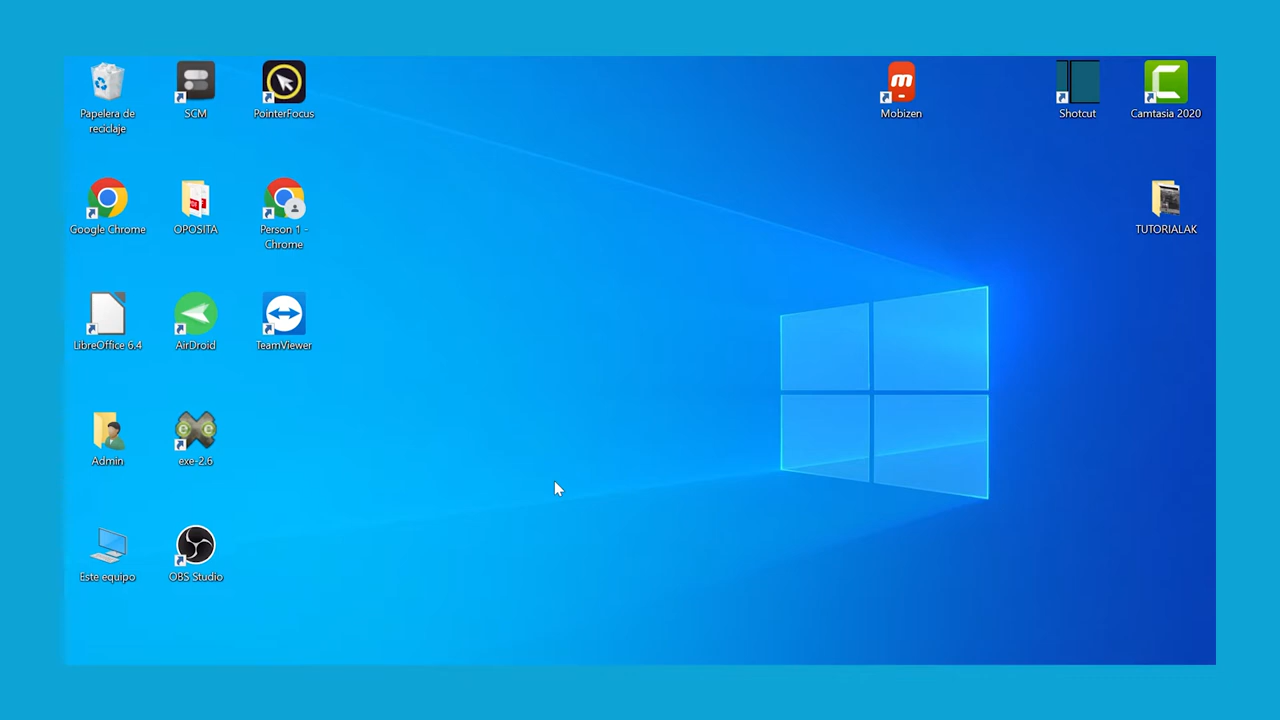 Papelera de
reciclaje
SCM
PointerFocus
Mobizen
Shotcut
Camtasia 2020
Google Chrome
OPOSITA
Person 1 -
Chrome
TUTORIALAK
LibreOffice 6.4
AirDroid
TeamViewer
Admin
exe-2.6
Este equipo
OBS Studio